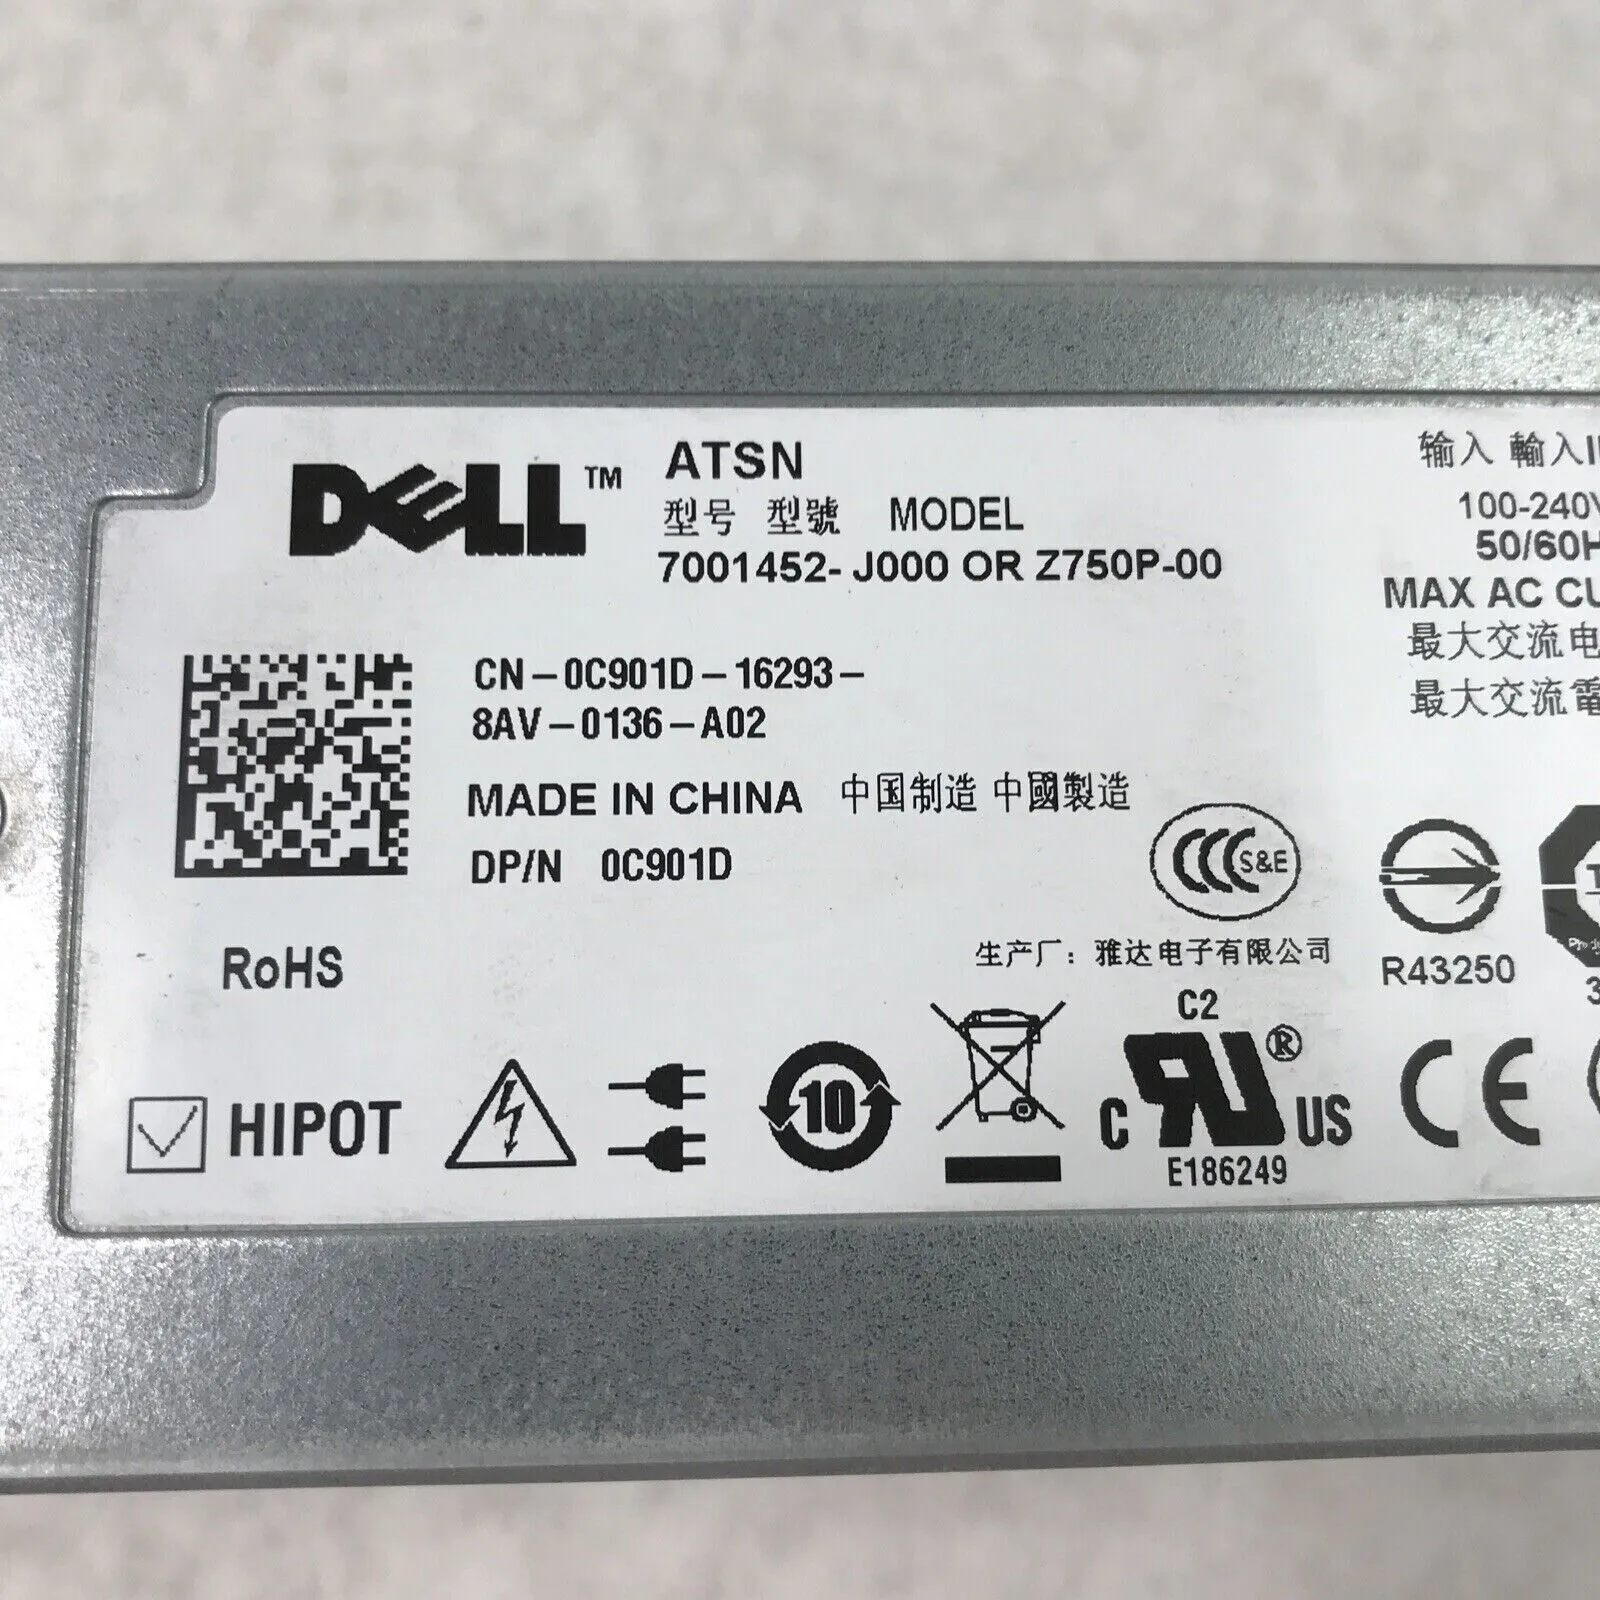 DELL™
ATSN
型号 型號 MODEL
7001452- J000 OR Z750P-00
CN-0C901D-16293-
8AV-0136-A02
MADE IN CHINA 中国制造 中國製造
DP/N 0C901D
RoHS
HIPOT
10
S&E
生产厂：雅达电子有限公司
C2
C UR® US
E186249
输入 輸入
100-240V
50/60H
MAX AC CU
最大交流电
最大交流電
R43250
CE